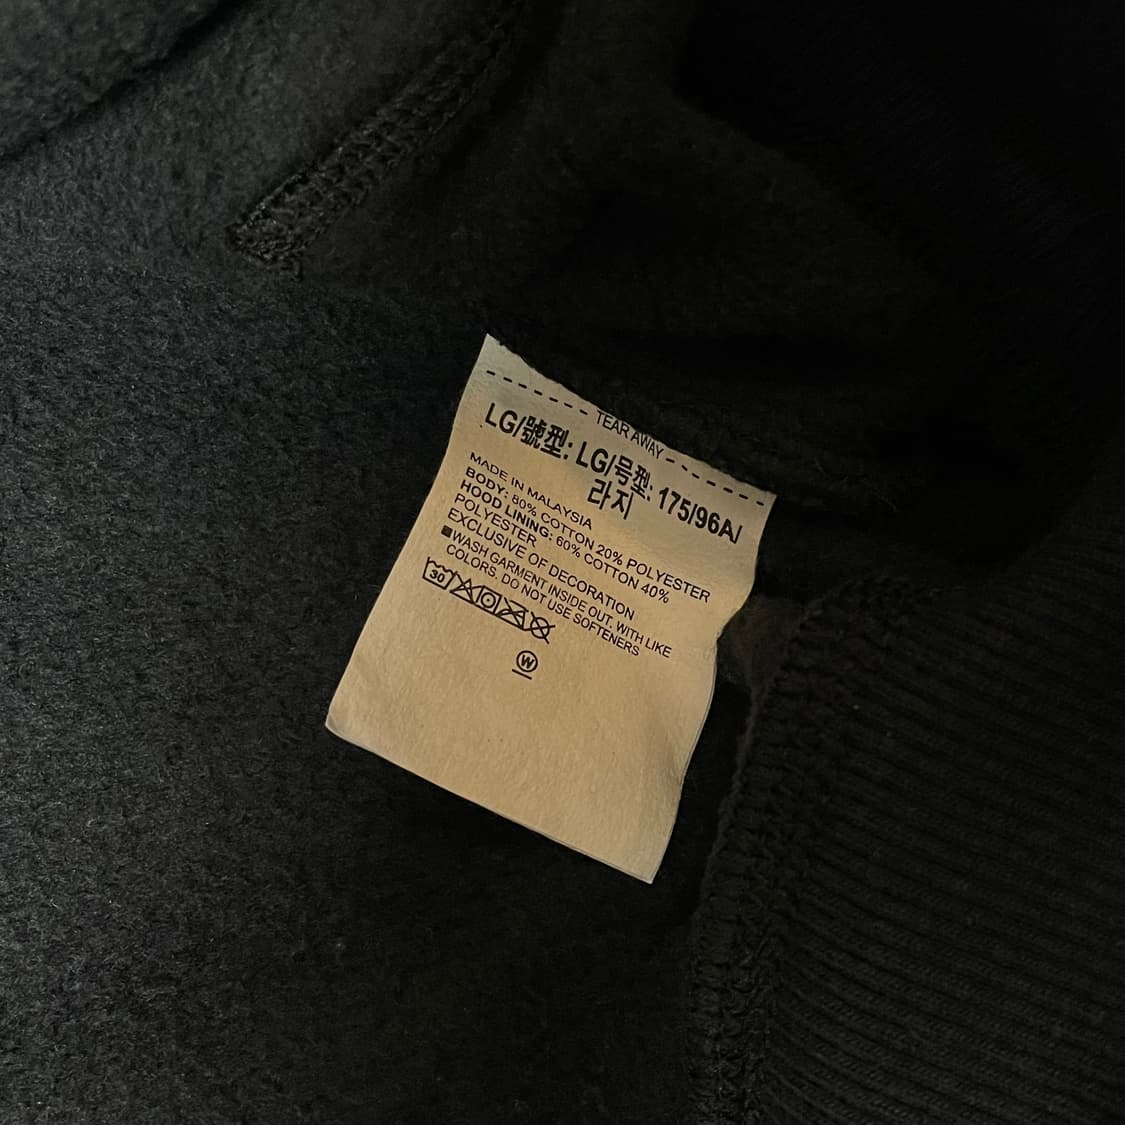 TEAR AWAY
LG/號型: LG/号型: 175/96A/
라지
MADE IN MALAYSIA
BODY: 80% COTTON 20% POLYESTER
HOOD LINING: 60% COTTON 40%
POLYESTER
EXCLUSIVE OF DECORATION
■WASH GARMENT INSIDE OUT, WITH LIKE
COLORS. DO NOT USE SOFTENERS
30
W